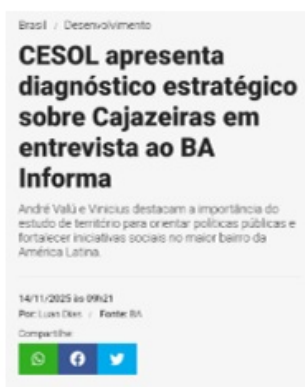 Brasil / Desenvolvimento
CESOL apresenta
diagnóstico estratégico
sobre Cajazeiras em
entrevista ao BA
Informa
André Valú e Vinicius destacam a importância do
estudo de território para orientar políticas públicas e
fortalecer iniciativas sociais no maior bairro da
América Latina.
14/11/2025 às 09h21
Por: Luan Dias / Fonte: BA
Compartilhe: